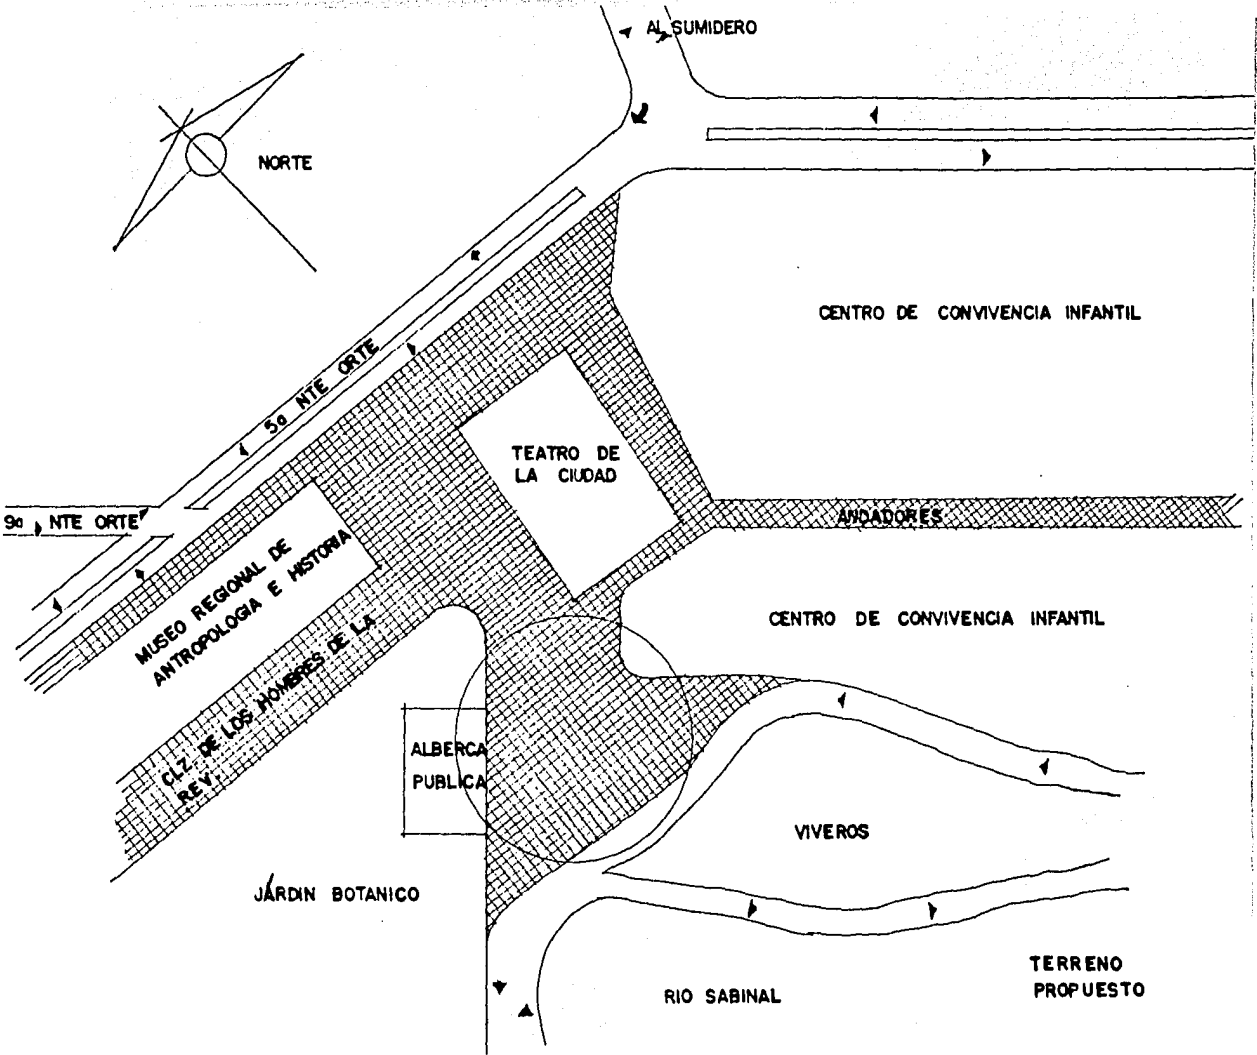 AL SUMIDERO
NORTE
CENTRO DE CONVIVENCIA INFANTIL
5a NTE ORTE
TEATRO DE
LA CIUDAD
9a NTE ORTE
ANDADORES
MUSEO REGIONAL DE
ANTROPOLOGIA E HISTORIA
CENTRO DE CONVIVENCIA INFANTIL
CLZ DE LOS HOMBRES DE LA
REV.
ALBERCA
PUBLICA
VIVEROS
JARDIN BOTANICO
TERRENO
PROPUESTO
RIO SABINAL